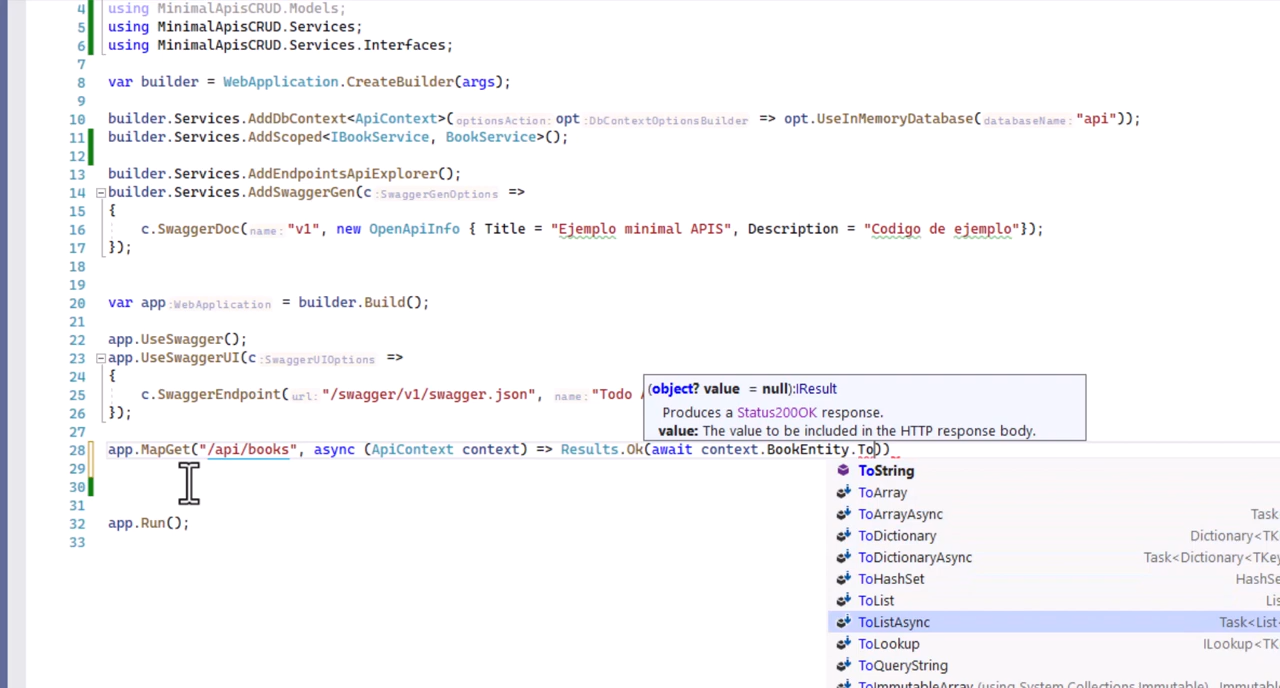 4 using MinimalApisCRUD.Models;
5 using MinimalApisCRUD.Services;
6 using MinimalApisCRUD.Services.Interfaces;
7
8 var builder = WebApplication.CreateBuilder(args);
9
10 builder.Services.AddDbContext<ApiContext>(optionsAction: opt :DbContextOptionsBuilder => opt.UseInMemoryDatabase(databaseName: "api"));
11 builder.Services.AddScoped<IBookService, BookService>();
12
13 builder.Services.AddEndpointsApiExplorer();
14 builder.Services.AddSwaggerGen(c :SwaggerGenOptions =>
15 {
16 c.SwaggerDoc(name: "v1", new OpenApiInfo { Title = "Ejemplo minimal APIS", Description = "Codigo de ejemplo"});
17 });
18
19
20 var app :WebApplication = builder.Build();
21
22 app.UseSwagger();
23 app.UseSwaggerUI(c :SwaggerUIOptions =>
24 {
25 c.SwaggerEndpoint(url: "/swagger/v1/swagger.json", name: "Todo
26 });
27
(object? value = null):IResult
Produces a Status200OK response.
value: The value to be included in the HTTP response body.
28 app.MapGet("/api/books", async (ApiContext context) => Results.Ok(await context.BookEntity.To))
29
30
31
32 app.Run();
33
ToString
ToArray
ToArrayAsync Task
ToDictionary Dictionary<TK
ToDictionaryAsync Task<Dictionary<TKey
ToHashSet HashSe
ToList Lis
ToListAsync Task<List
ToLookup ILookup<TK
ToQueryString
ToImmutableArray (using System.Collections.Immutable) Immutable